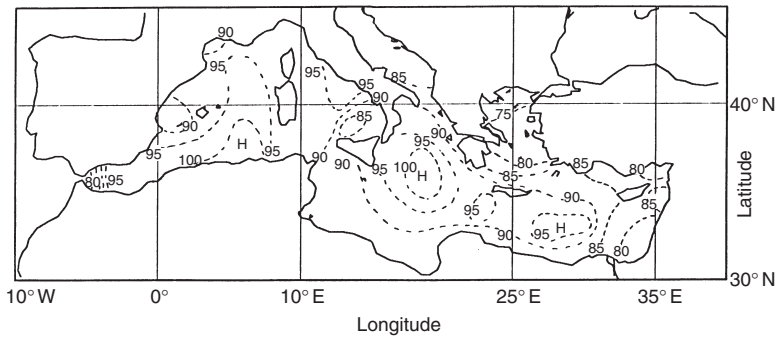 90
95 95 95 85
90 85 75 40° N
90 95 90
95 H 95 90 90 95 100 H 80 85 80
80 95 100 85 90 85
95 90 95 H 85 80
30° N
10° W 0° 10° E 25° E 35° E
Longitude
Latitude